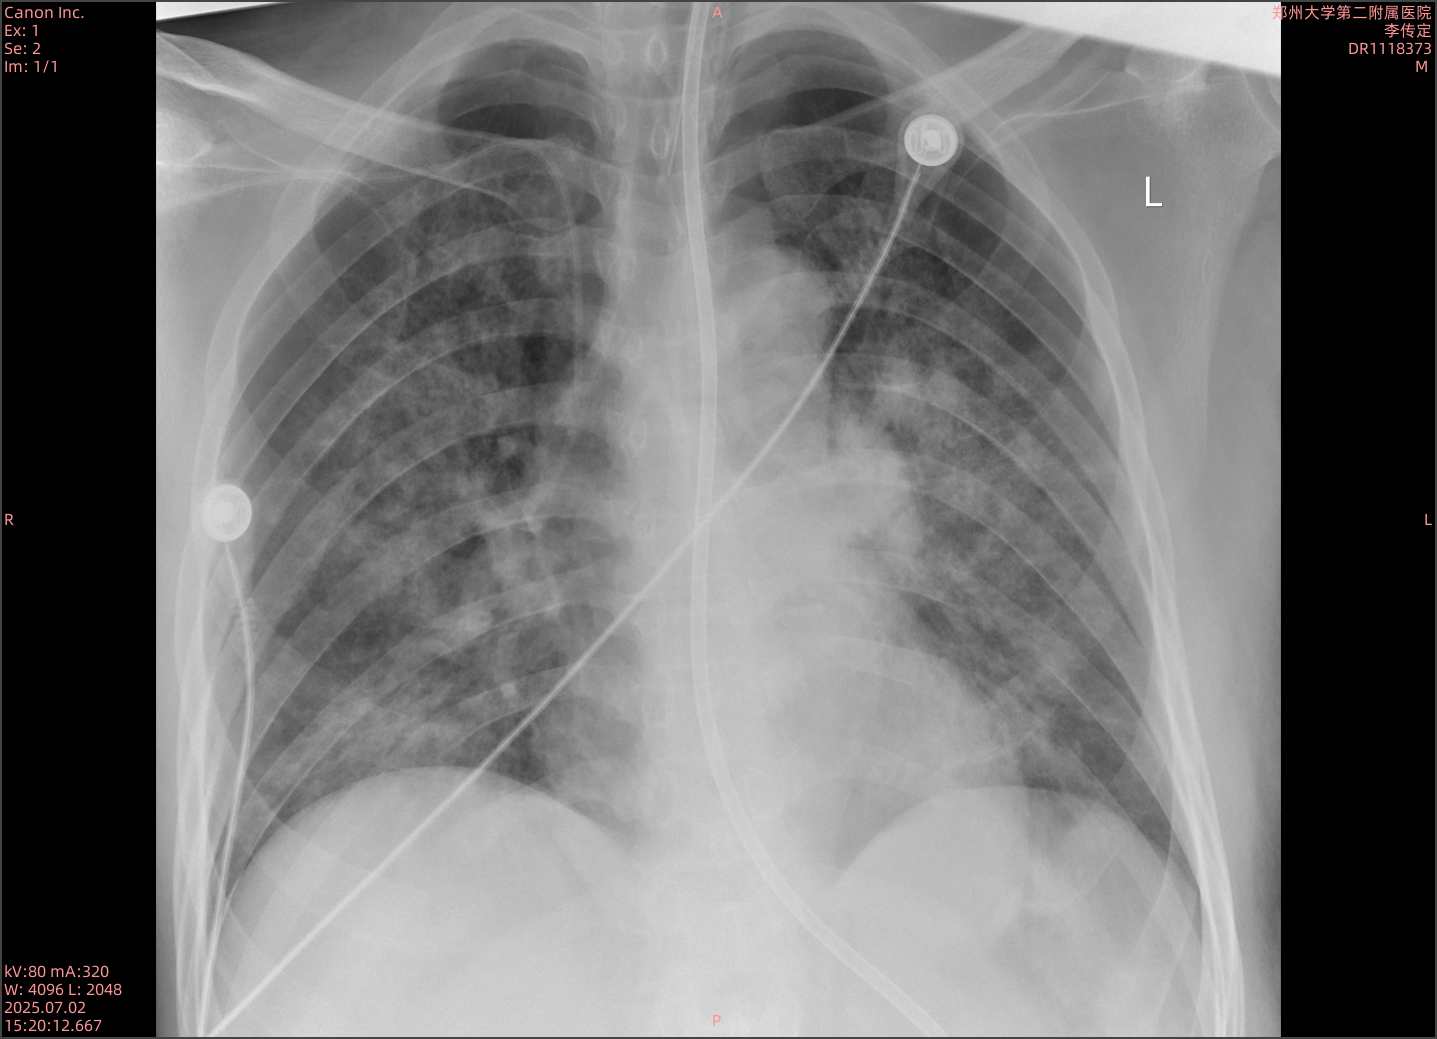 Canon Inc.
Ex: 1
Se: 2
Im: 1/1
A
郑州大学第二附属医院
李传定
DR1118373
M
L
R
L
kV:80 mA:320
W: 4096 L: 2048
2025.07.02
15:20:12.667
P